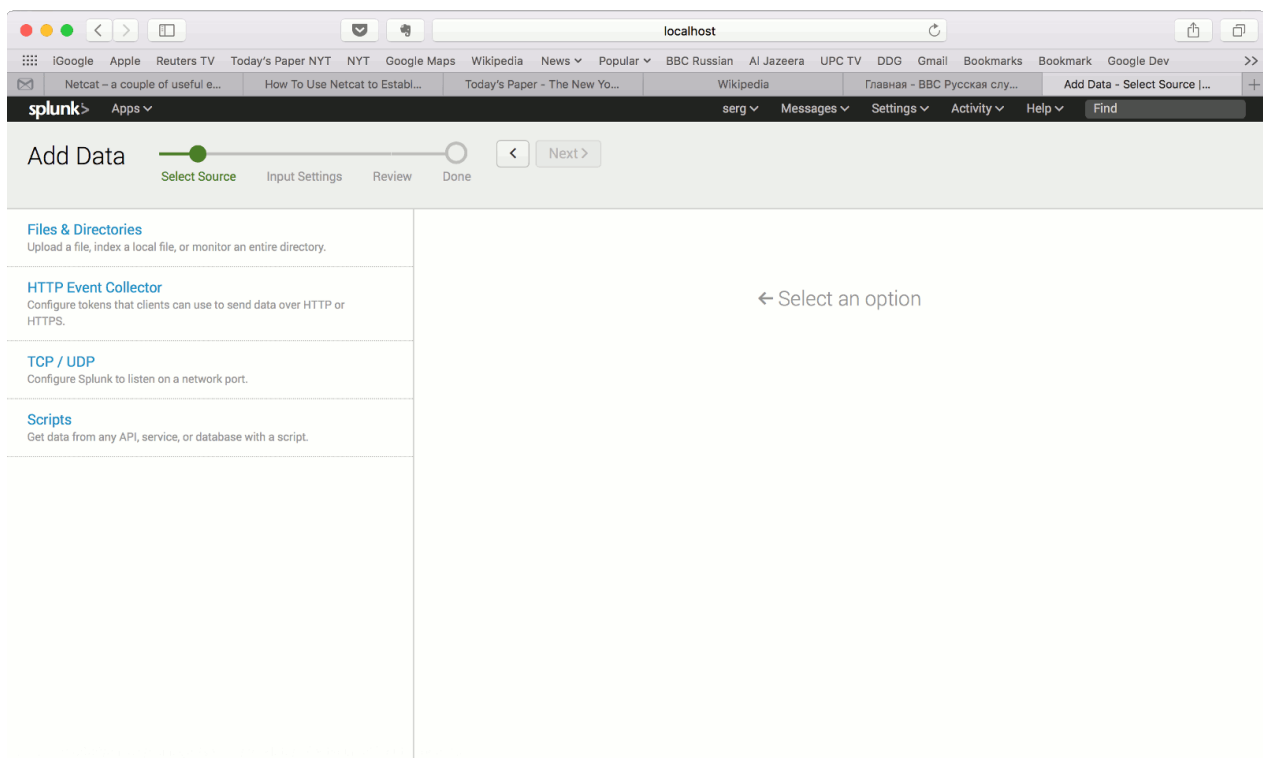 localhost
iGoogle Apple Reuters TV Today's Paper NYT NYT Google Maps Wikipedia News Popular BBC Russian Al Jazeera UPC TV DDG Gmail Bookmarks Bookmark Google Dev >>
Netcat – a couple of useful e... How To Use Netcat to Establi... Today's Paper - The New Yo... Wikipedia Главная - BBC Русская слу... Add Data - Select Source |... +
splunk> Apps serg Messages Settings Activity Help Find
Add Data < Next >
Select Source Input Settings Review Done
Files & Directories
Upload a file, index a local file, or monitor an entire directory.
HTTP Event Collector
Configure tokens that clients can use to send data over HTTP or
HTTPS.
← Select an option
TCP / UDP
Configure Splunk to listen on a network port.
Scripts
Get data from any API, service, or database with a script.